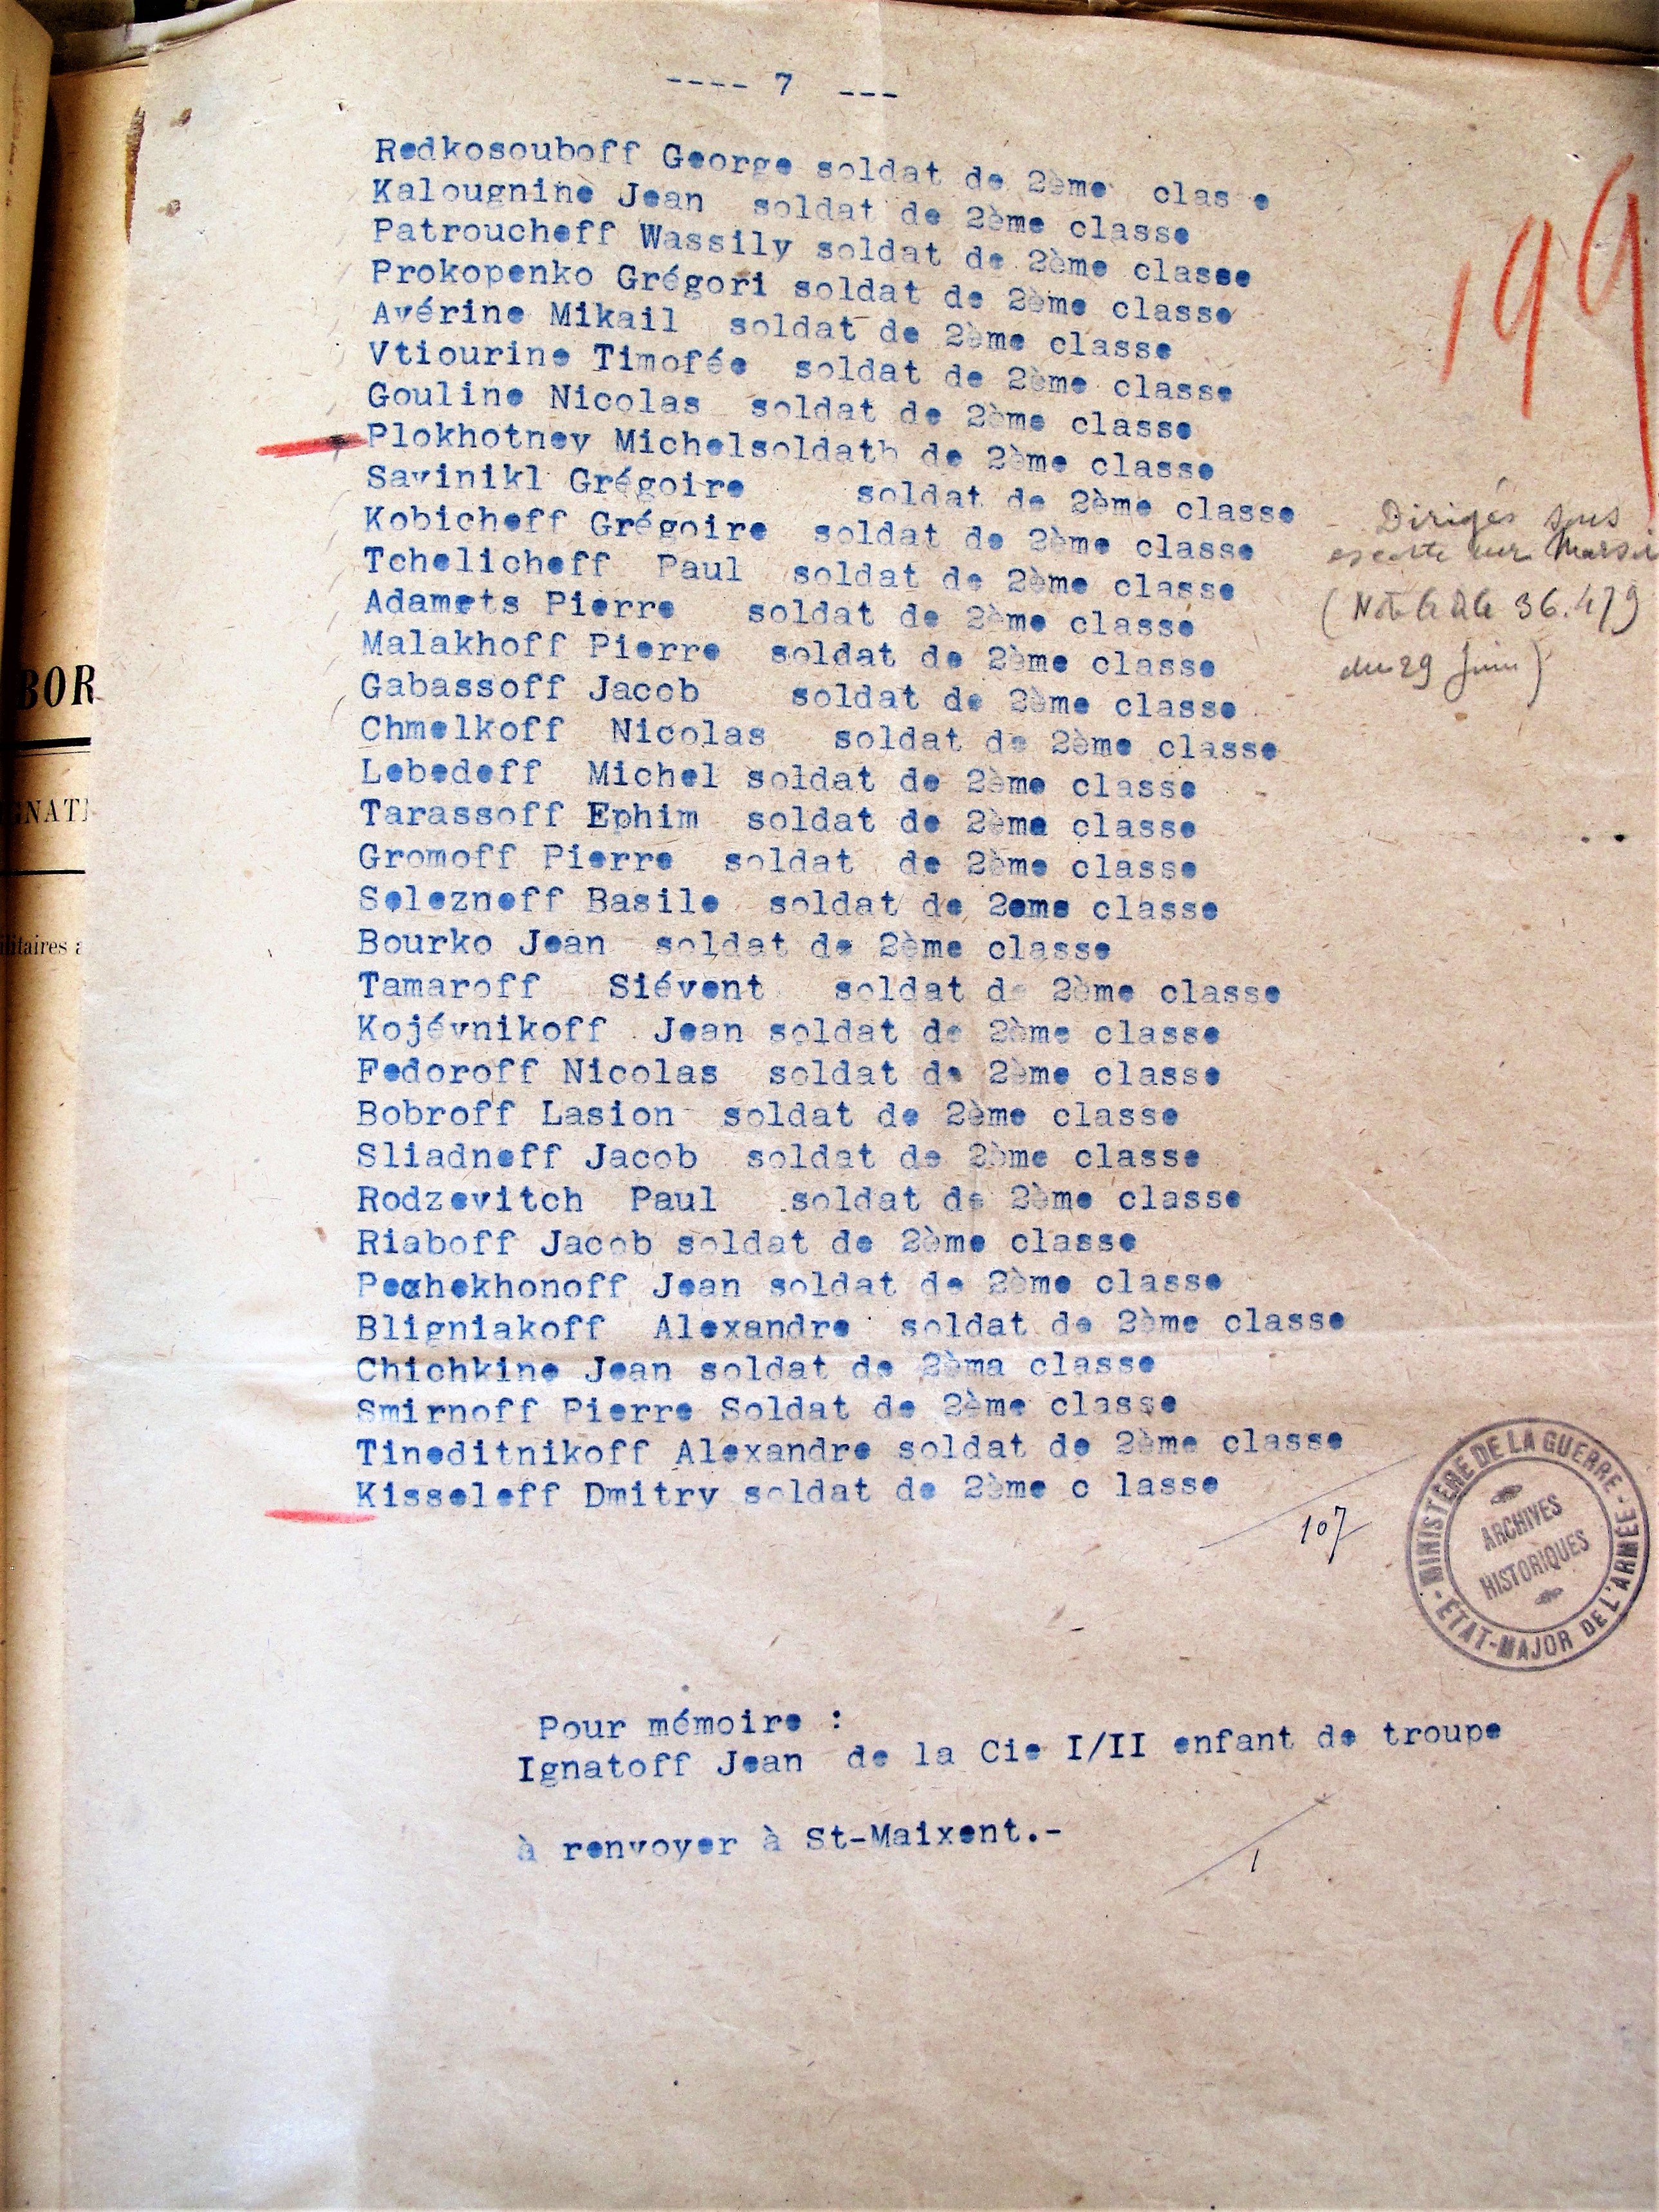 ---- 7 ---
199
Redkosouboff George soldat de 2ème clas e
Kalougnine Jean soldat de 2ème classe
Patroucheff Wassily soldat de 2ème classe
Prokopenko Grégori soldat de 2ème classe
Avérine Mikail soldat de 2ème classe
Vtiourine Timofée soldat de 2ème classe
Gouline Nicolas soldat de 2ème classe
Plokhotney Michelsoldath de 2ème classe
Savinikl Grégoire soldat de 2ème classe
Kobicheff Grégoire soldat de 2ème classe
Tchelicheff Paul soldat de 2ème classe
Adamets Pierre soldat de 2ème classe
Malakhoff Pierre soldat de 2ème classe
Gabassoff Jacob soldat de 2ème classe
Chmelkoff Nicolas soldat de 2ème classe
Lebedeff Michel soldat de 2ème classe
Tarassoff Ephim soldat de 2ème classe
Gromoff Pierre soldat de 2ème classe
Selezneff Basile soldat de 2eme classe
Bourko Jean soldat de 2ème classe
Tamaroff Siévent soldat de 2ème classe
Kojévnikoff Jean soldat de 2ème classe
Fedoroff Nicolas soldat de 2ème classe
Bobroff Lasion soldat de 2ème classe
Sliadneff Jacob soldat de 2ème classe
Rodzevitch Paul soldat de 2ème classe
Riaboff Jacob soldat de 2ème classe
Pechekhonoff Jean soldat de 2ème classe
Bligniakoff Alexandre soldat de 2ème classe
Chichkine Jean soldat de 2èma classe
Smirnoff Pierre Soldat de 2ème classe
Tineditnikoff Alexandre soldat de 2ème classe
Kisseleff Dmitry soldat de 2ème c lasse
Dirigés sous
escorte sur
36.479
du 29 Juin)
107
MINISTÈRE DE LA GUERRE - ÉTAT-MAJOR DE L'ARMÉE -
ARCHIVES
HISTORIQUES
Pour mémoire :
Ignatoff Jean de la Cie I/II enfant de troupe
à renvoyer à St-Maixent.-
1
BOR
GNATI
ilitaires a